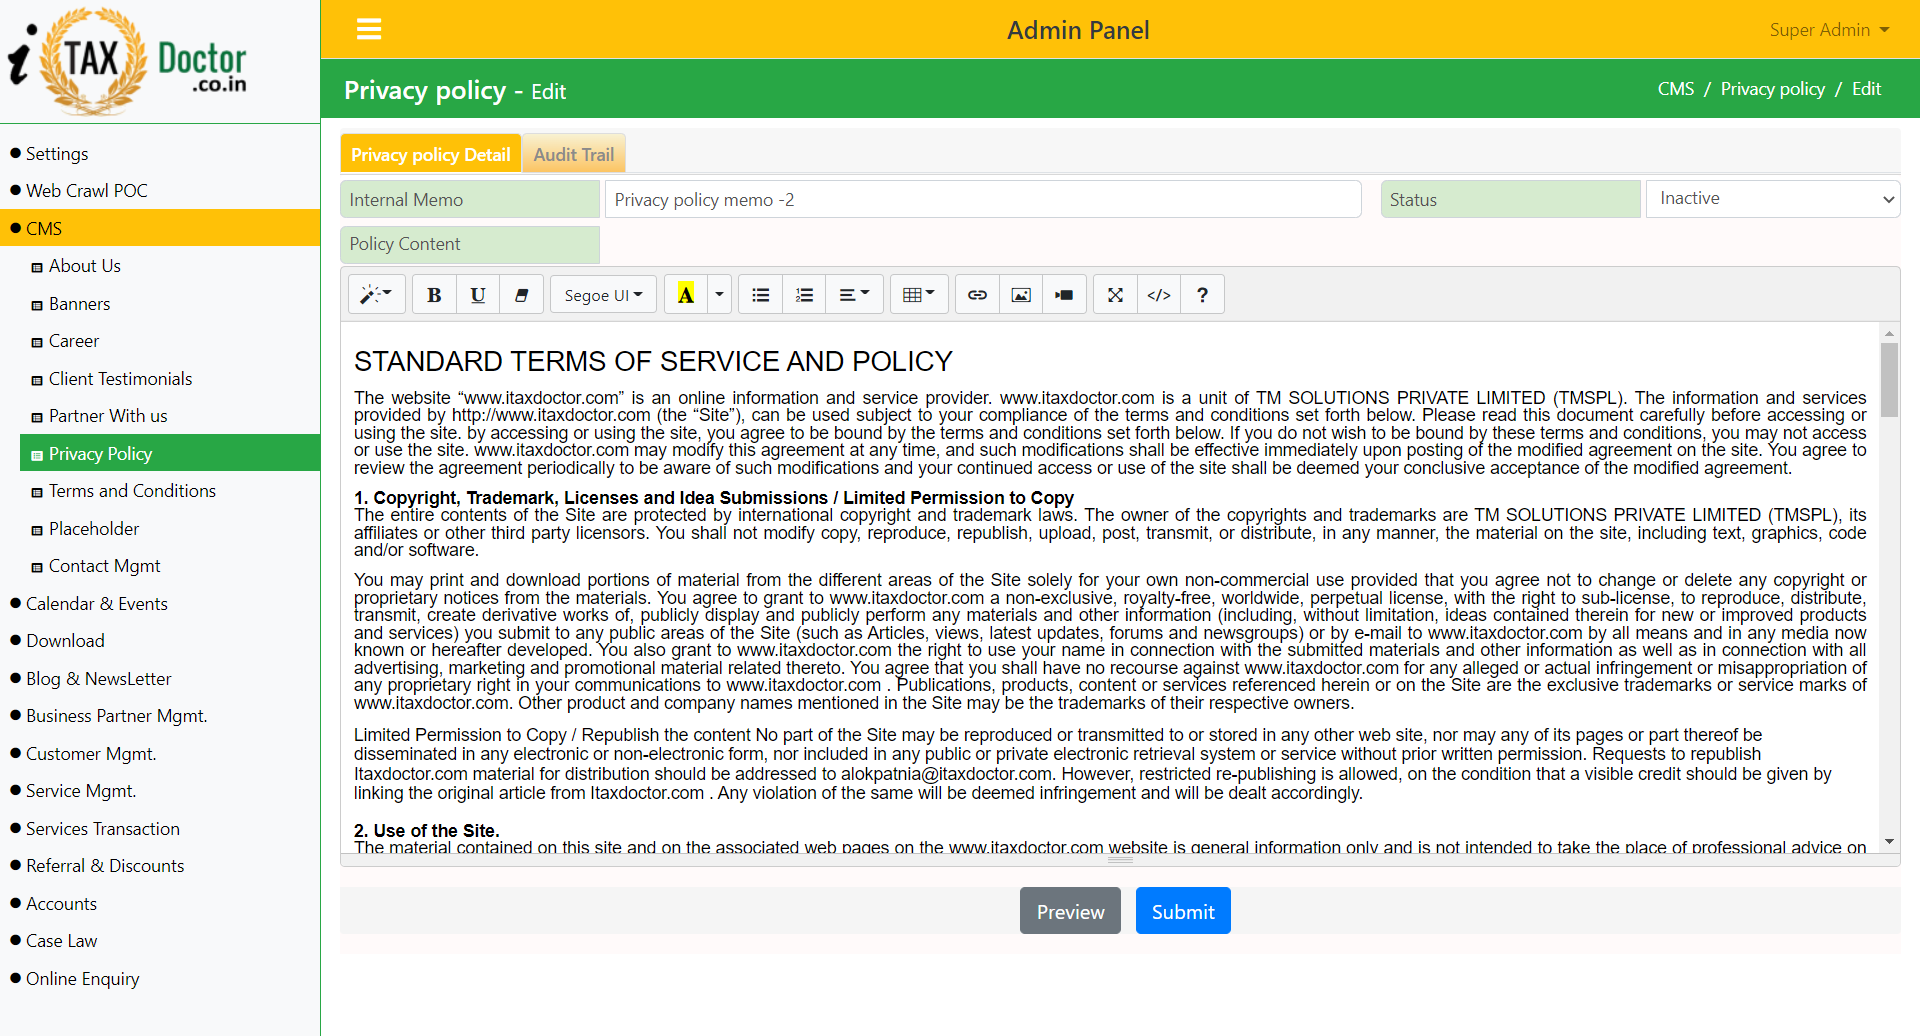 i TAX Doctor
.co.in
Admin Panel
Super Admin
Privacy policy - Edit
CMS / Privacy policy / Edit
Settings
Web Crawl POC
CMS
About Us
Banners
Career
Client Testimonials
Partner With us
Privacy Policy
Terms and Conditions
Placeholder
Contact Mgmt
Calendar & Events
Download
Blog & NewsLetter
Business Partner Mgmt.
Customer Mgmt.
Service Mgmt.
Services Transaction
Referral & Discounts
Accounts
Case Law
Online Enquiry
Privacy policy Detail
Audit Trail
Internal Memo
Privacy policy memo -2
Status
Inactive
Policy Content
B U Segoe UI A </> ?
STANDARD TERMS OF SERVICE AND POLICY
The website “www.itaxdoctor.com” is an online information and service provider. www.itaxdoctor.com is a unit of TM SOLUTIONS PRIVATE LIMITED (TMSPL). The information and services
provided by http://www.itaxdoctor.com (the “Site”), can be used subject to your compliance of the terms and conditions set forth below. Please read this document carefully before accessing or
using the site. by accessing or using the site, you agree to be bound by the terms and conditions set forth below. If you do not wish to be bound by these terms and conditions, you may not access
or use the site. www.itaxdoctor.com may modify this agreement at any time, and such modifications shall be effective immediately upon posting of the modified agreement on the site. You agree to
review the agreement periodically to be aware of such modifications and your continued access or use of the site shall be deemed your conclusive acceptance of the modified agreement.
1. Copyright, Trademark, Licenses and Idea Submissions / Limited Permission to Copy
The entire contents of the Site are protected by international copyright and trademark laws. The owner of the copyrights and trademarks are TM SOLUTIONS PRIVATE LIMITED (TMSPL), its
affiliates or other third party licensors. You shall not modify copy, reproduce, republish, upload, post, transmit, or distribute, in any manner, the material on the site, including text, graphics, code
and/or software.
You may print and download portions of material from the different areas of the Site solely for your own non-commercial use provided that you agree not to change or delete any copyright or
proprietary notices from the materials. You agree to grant to www.itaxdoctor.com a non-exclusive, royalty-free, worldwide, perpetual license, with the right to sub-license, to reproduce, distribute,
transmit, create derivative works of, publicly display and publicly perform any materials and other information (including, without limitation, ideas contained therein for new or improved products
and services) you submit to any public areas of the Site (such as Articles, views, latest updates, forums and newsgroups) or by e-mail to www.itaxdoctor.com by all means and in any media now
known or hereafter developed. You also grant to www.itaxdoctor.com the right to use your name in connection with the submitted materials and other information as well as in connection with all
advertising, marketing and promotional material related thereto. You agree that you shall have no recourse against www.itaxdoctor.com for any alleged or actual infringement or misappropriation of
any proprietary right in your communications to www.itaxdoctor.com . Publications, products, content or services referenced herein or on the Site are the exclusive trademarks or service marks of
www.itaxdoctor.com. Other product and company names mentioned in the Site may be the trademarks of their respective owners.
Limited Permission to Copy / Republish the content No part of the Site may be reproduced or transmitted to or stored in any other web site, nor may any of its pages or part thereof be
disseminated in any electronic or non-electronic form, nor included in any public or private electronic retrieval system or service without prior written permission. Requests to republish
Itaxdoctor.com material for distribution should be addressed to alokpatnia@itaxdoctor.com. However, restricted re-publishing is allowed, on the condition that a visible credit should be given by
linking the original article from Itaxdoctor.com . Any violation of the same will be deemed infringement and will be dealt accordingly.
2. Use of the Site.
The material contained on this site and on the associated web pages on the www.itaxdoctor.com website is general information only and is not intended to take the place of professional advice on
Preview
Submit